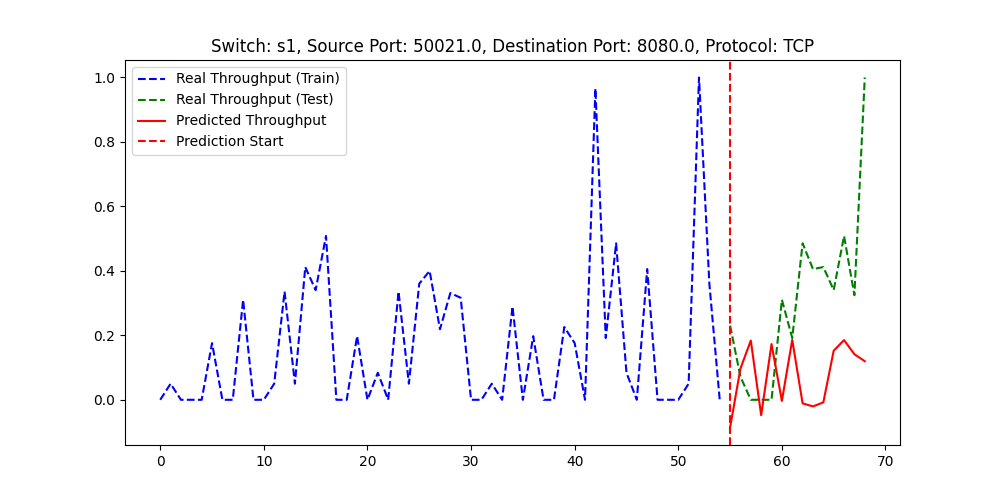 Switch: s1, Source Port: 50021.0, Destination Port: 8080.0, Protocol: TCP
Real Throughput (Train)
Real Throughput (Test)
Predicted Throughput
Prediction Start
1.0
0.8
0.6
0.4
0.2
0.0
0 10 20 30 40 50 60 70